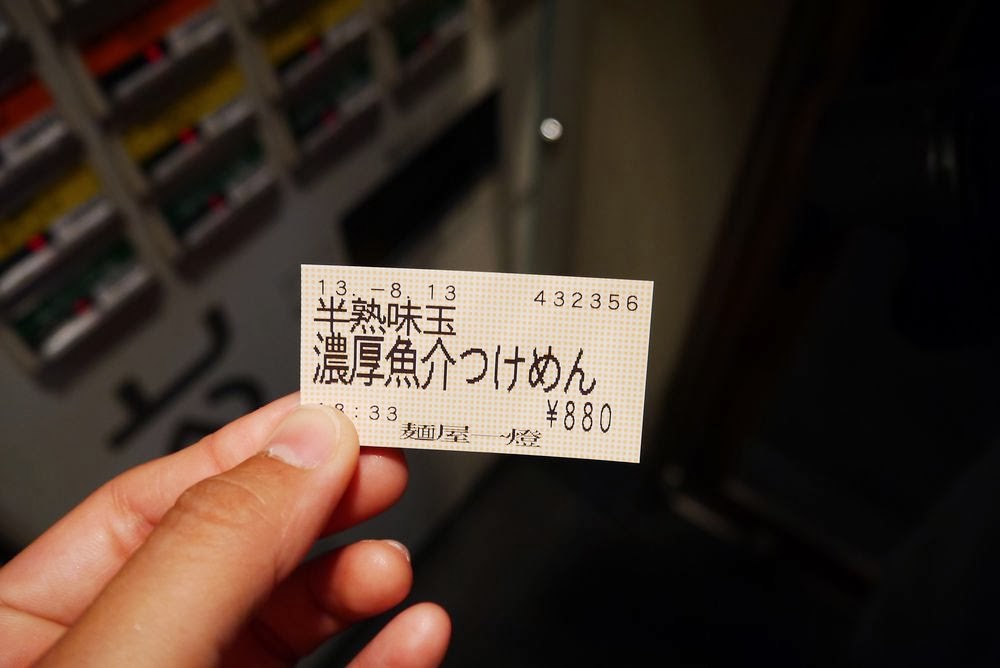 13.-8.13 432356
半熟味玉
濃厚魚介つけめん
18:33 ¥880
麺屋一燈